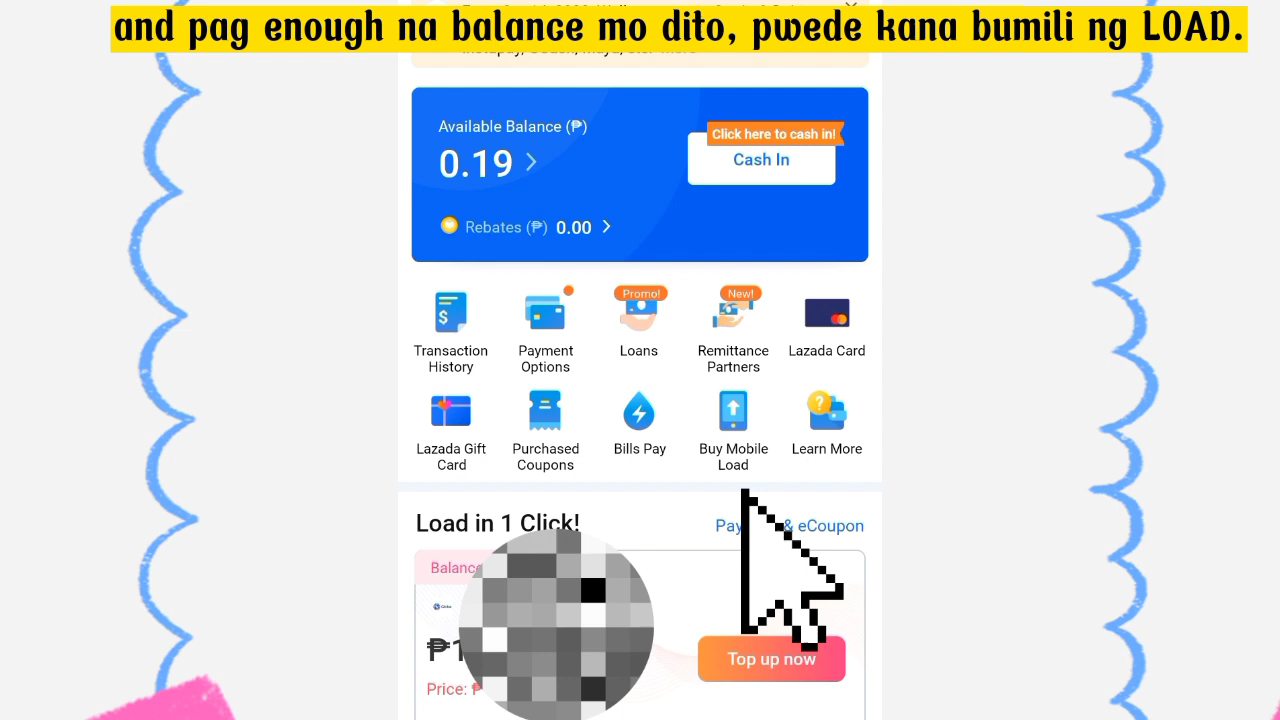 and pag enough na balance mo dito, pwede kana bumili ng LOAD.
Available Balance (₱)
Click here to cash in!
0.19
Cash In
Rebates (₱) 0.00
Promo!
New!
Transaction History
Payment Options
Loans
Remittance Partners
Lazada Card
Lazada Gift Card
Purchased Coupons
Bills Pay
Buy Mobile Load
Learn More
Load in 1 Click!
& eCoupon
Top up now
Price: